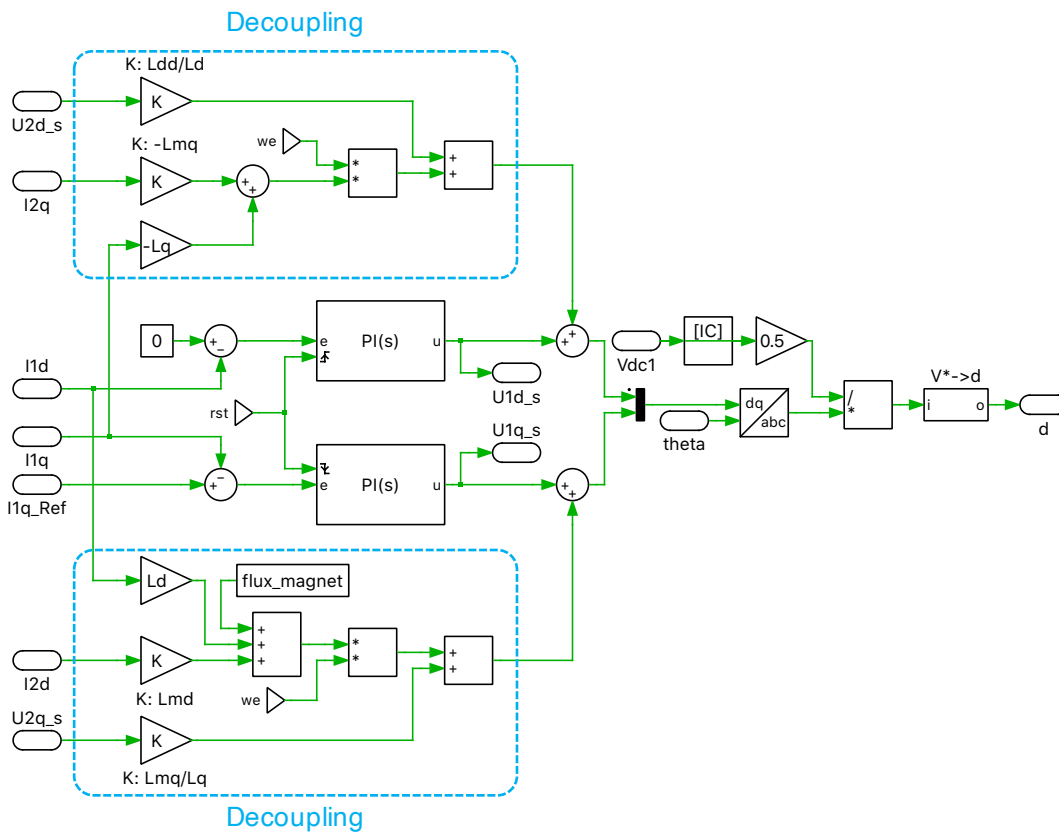 Decoupling
K: Ldd/Ld
K
U2d_s
K: -Lmq
we
*
*
+
+
K
+
+
I2q
-Lq
0
+
−
e
PI(s)
u
+
+
Vdc1
[IC]
0.5
I1d
U1d_s
rst
V*->d
dq
abc
/
*
i
o
d
theta
I1q
U1q_s
−
+
e
PI(s)
u
+
+
I1q_Ref
Ld
flux_magnet
+
+
+
*
*
+
+
K
I2d
K: Lmd
we
U2q_s
K
K: Lmq/Lq
Decoupling